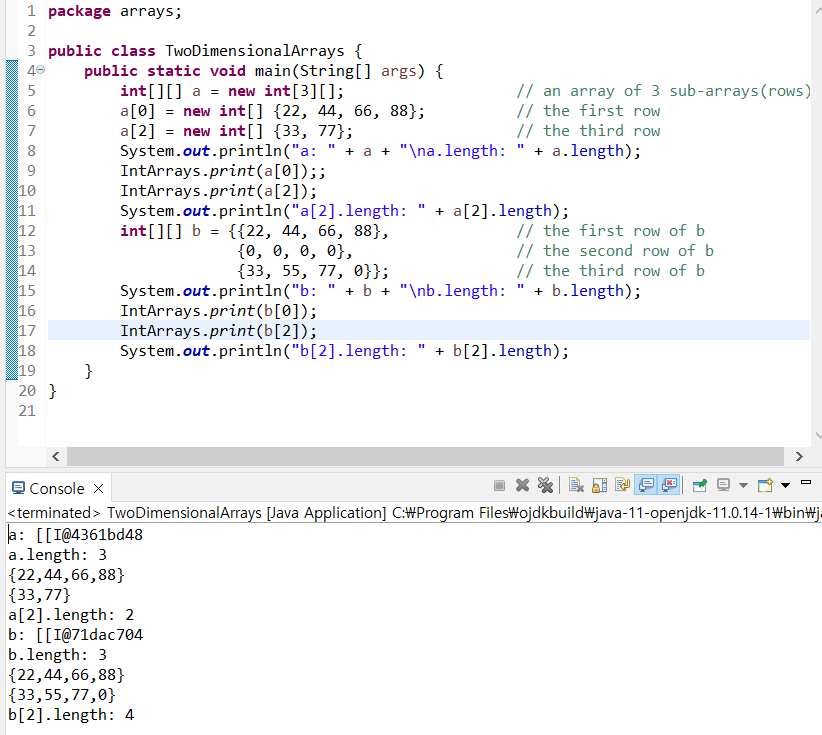 1 package arrays;
2
3 public class TwoDimensionalArrays {
4 public static void main(String[] args) {
5 int[][] a = new int[3][]; // an array of 3 sub-arrays(rows)
6 a[0] = new int[] {22, 44, 66, 88}; // the first row
7 a[2] = new int[] {33, 77}; // the third row
8 System.out.println("a: " + a + "\na.length: " + a.length);
9 IntArrays.print(a[0]);;
10 IntArrays.print(a[2]);
11 System.out.println("a[2].length: " + a[2].length);
12 int[][] b = {{22, 44, 66, 88}, // the first row of b
13 {0, 0, 0, 0}, // the second row of b
14 {33, 55, 77, 0}}; // the third row of b
15 System.out.println("b: " + b + "\nb.length: " + b.length);
16 IntArrays.print(b[0]);
17 IntArrays.print(b[2]);
18 System.out.println("b[2].length: " + b[2].length);
19 }
20 }
21
Console
<terminated> TwoDimensionalArrays [Java Application] C:₩Program Files₩ojdkbuild₩java-11-openjdk-11.0.14-1₩bin₩j
a: [[I@4361bd48
a.length: 3
{22,44,66,88}
{33,77}
a[2].length: 2
b: [[I@71dac704
b.length: 3
{22,44,66,88}
{33,55,77,0}
b[2].length: 4